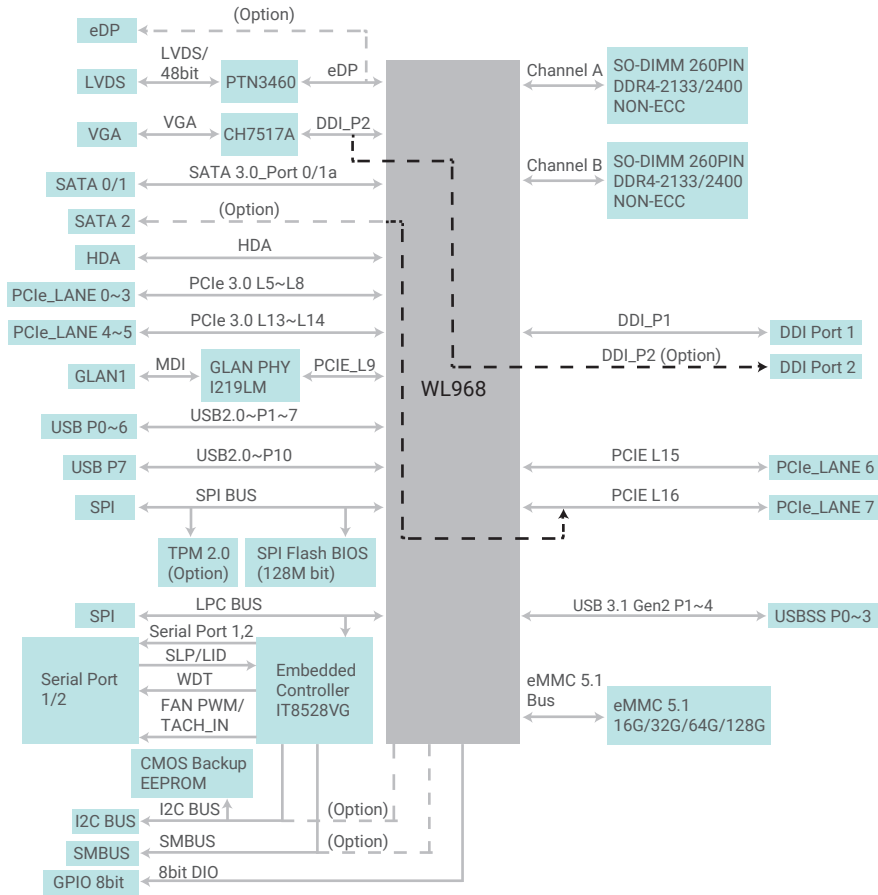 (Option)
eDP
LVDS/
48bit
eDP
LVDS
PTN3460
VGA
DDI_P2
VGA
CH7517A
SATA 3.0_Port 0/1a
SATA 0/1
(Option)
SATA 2
HDA
HDA
PCIe 3.0 L5~L8
PCIe_LANE 0~3
PCIe 3.0 L13~L14
PCIe_LANE 4~5
MDI
GLAN PHY
I219LM
PCIE_L9
GLAN1
USB2.0~P1~7
USB P0~6
USB2.0~P10
USB P7
SPI BUS
SPI
TPM 2.0
(Option)
SPI Flash BIOS
(128M bit)
LPC BUS
SPI
Serial Port 1,2
SLP/LID
WDT
FAN PWM/
TACH_IN
Serial Port
1/2
Embedded
Controller
IT8528VG
CMOS Backup
EEPROM
I2C BUS
(Option)
I2C BUS
SMBUS
(Option)
SMBUS
8bit DIO
GPIO 8bit
WL968
Channel A
SO-DIMM 260PIN
DDR4-2133/2400
NON-ECC
Channel B
SO-DIMM 260PIN
DDR4-2133/2400
NON-ECC
DDI_P1
DDI Port 1
DDI_P2 (Option)
DDI Port 2
PCIE L15
PCIe_LANE 6
PCIE L16
PCIe_LANE 7
USB 3.1 Gen2 P1~4
USBSS P0~3
eMMC 5.1
Bus
eMMC 5.1
16G/32G/64G/128G